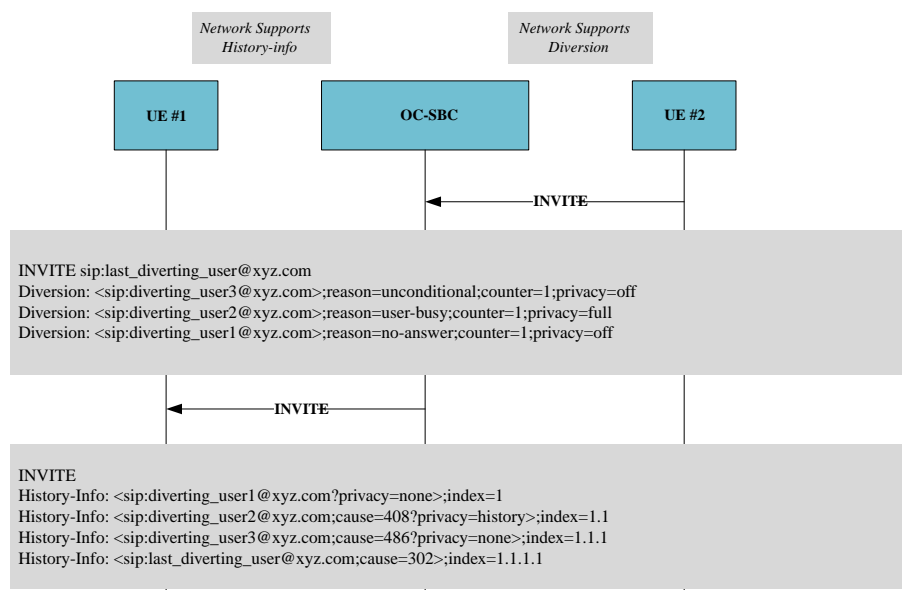 Network Supports
History-info
Network Supports
Diversion
UE #1
OC-SBC
UE #2
INVITE
INVITE sip:last_diverting_user@xyz.com
Diversion: <sip:diverting_user3@xyz.com>;reason=unconditional;counter=1;privacy=off
Diversion: <sip:diverting_user2@xyz.com>;reason=user-busy;counter=1;privacy=full
Diversion: <sip:diverting_user1@xyz.com>;reason=no-answer;counter=1;privacy=off
INVITE
INVITE
History-Info: <sip:diverting_user1@xyz.com?privacy=none>;index=1
History-Info: <sip:diverting_user2@xyz.com;cause=408?privacy=history>;index=1.1
History-Info: <sip:diverting_user3@xyz.com;cause=486?privacy=none>;index=1.1.1
History-Info: <sip:last_diverting_user@xyz.com;cause=302>;index=1.1.1.1